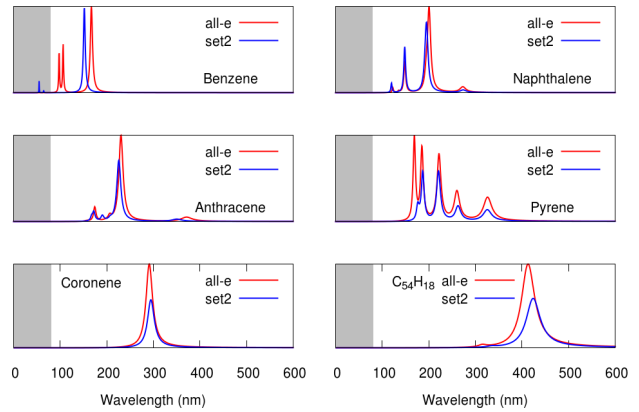 all-e
set2
Benzene
all-e
set2
Naphthalene
all-e
set2
Anthracene
all-e
set2
Pyrene
Coronene
all-e
set2
C₅₄H₁₈ all-e
set2
0 100 200 300 400 500 600
Wavelength (nm)
0 100 200 300 400 500 600
Wavelength (nm)